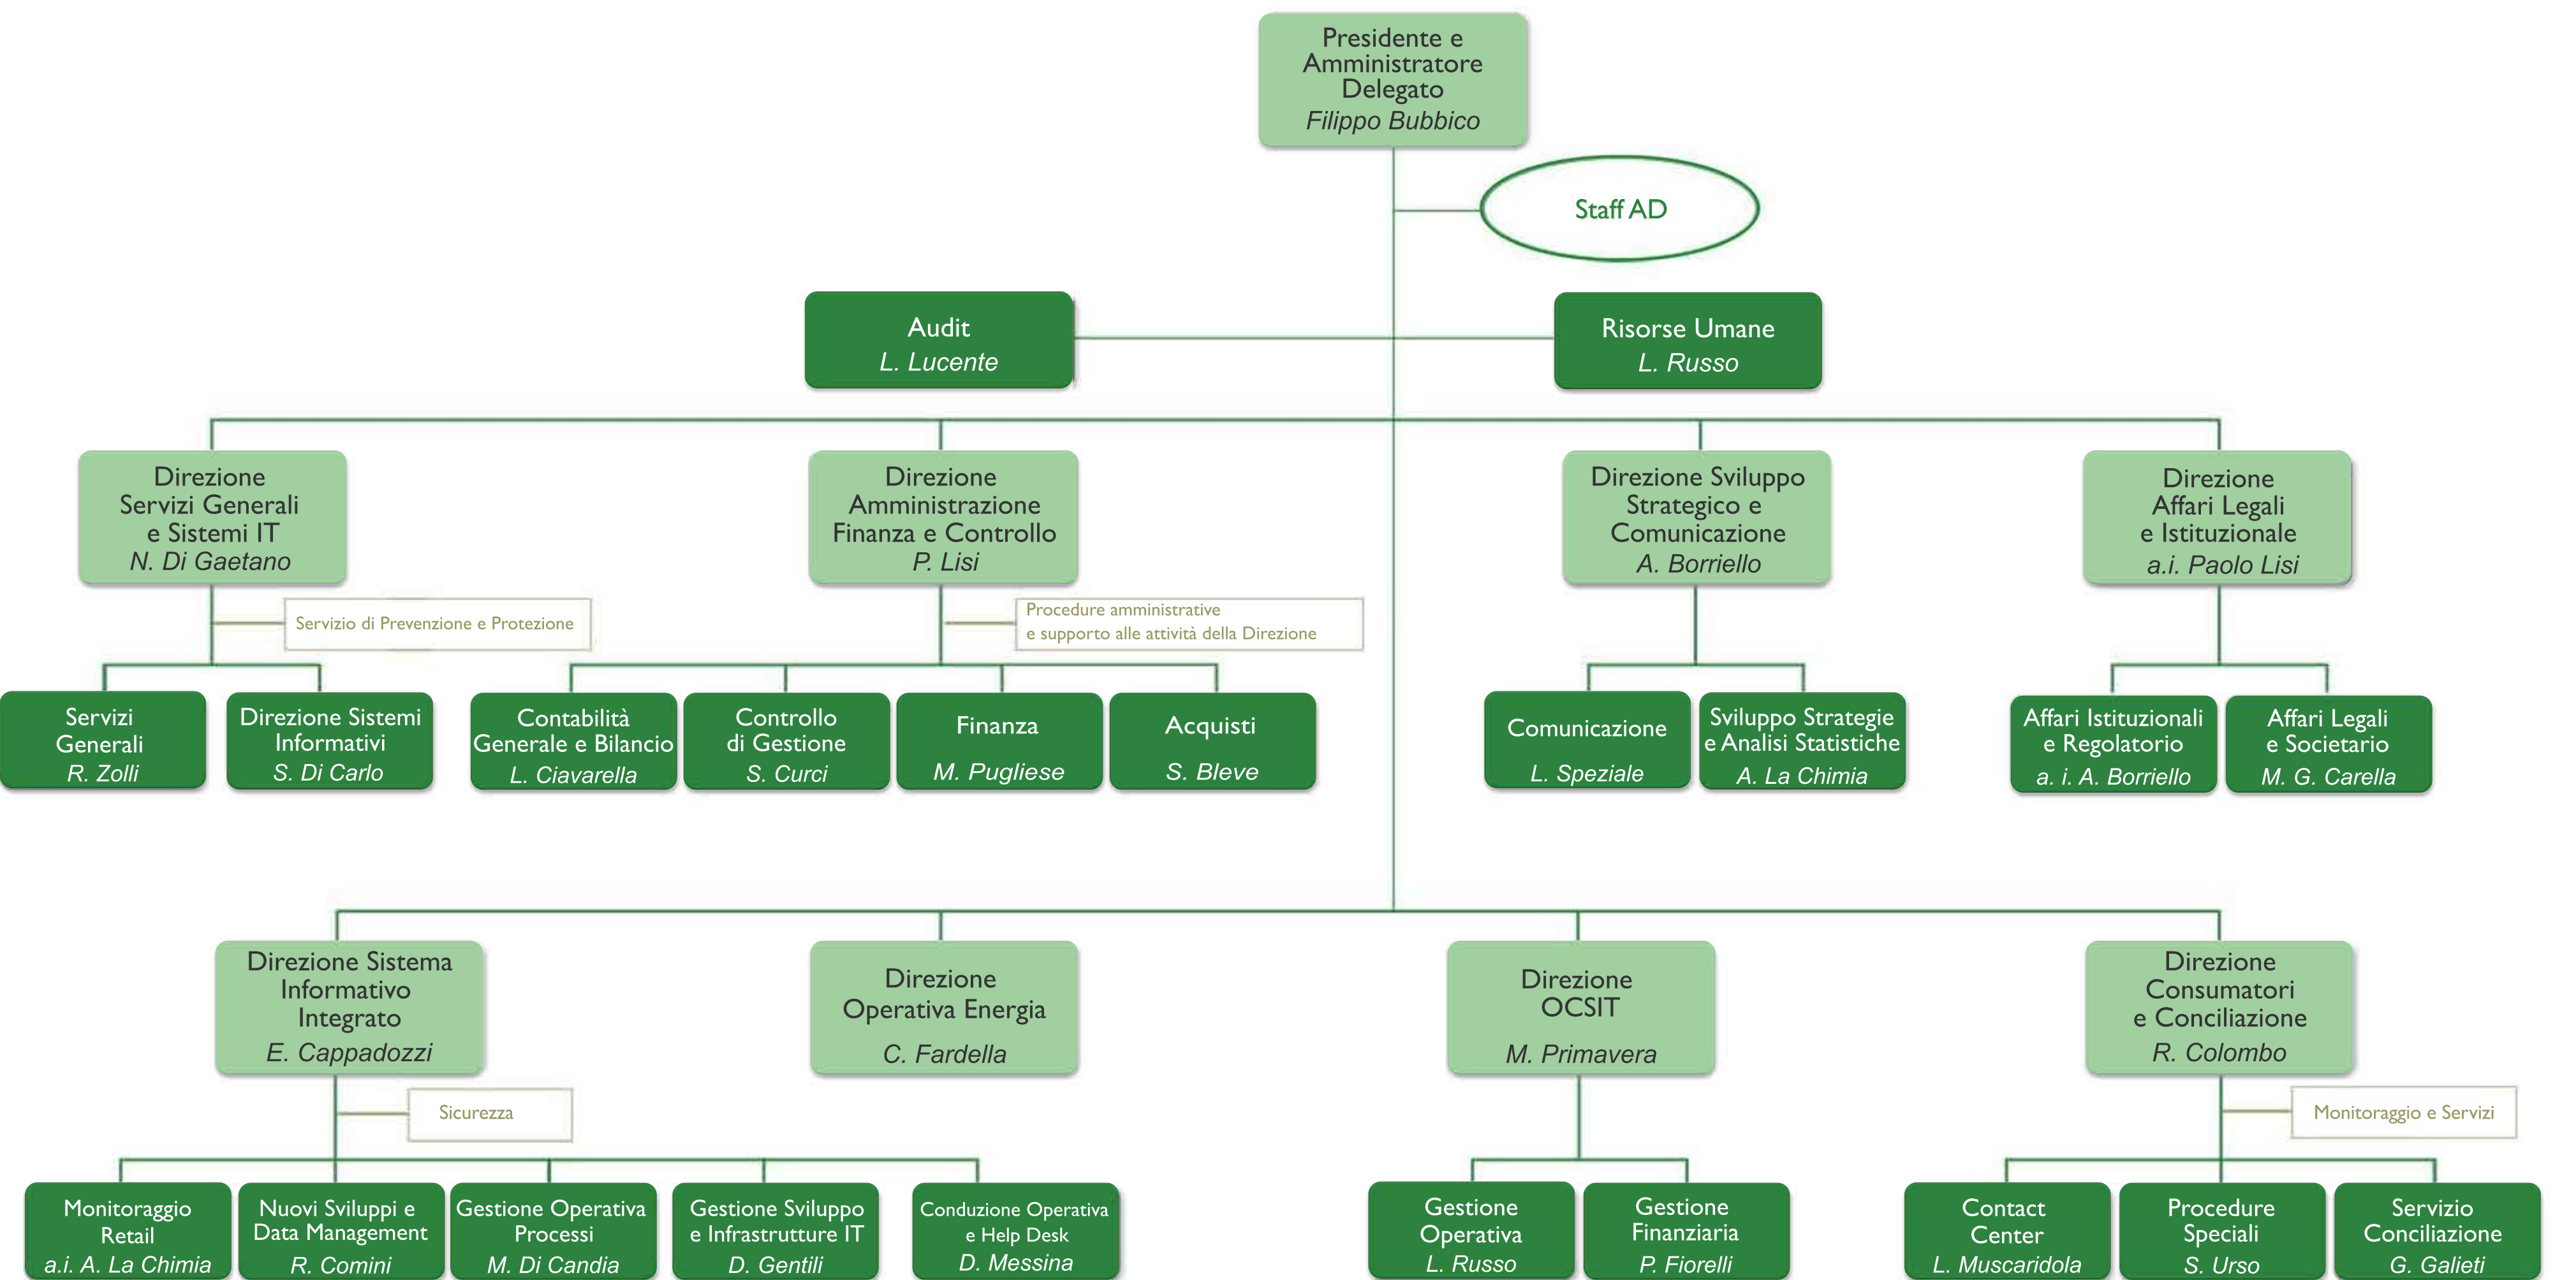 Presidente e
Amministratore
Delegato
Filippo Bubbico
Staff AD
Audit
L. Lucente
Risorse Umane
L. Russo
Direzione
Servizi Generali
e Sistemi IT
N. Di Gaetano
Direzione
Amministrazione
Finanza e Controllo
P. Lisi
Direzione Sviluppo
Strategico e
Comunicazione
A. Borriello
Direzione
Affari Legali
e Istituzionale
a.i. Paolo Lisi
Servizio di Prevenzione e Protezione
Procedure amministrative
e supporto alle attività della Direzione
Servizi
Generali
R. Zolli
Direzione Sistemi
Informativi
S. Di Carlo
Contabilità
Generale e Bilancio
L. Ciavarella
Controllo
di Gestione
S. Curci
Finanza
M. Pugliese
Acquisti
S. Bleve
Comunicazione
L. Speziale
Sviluppo Strategie
e Analisi Statistiche
A. La Chimia
Affari Istituzionali
e Regolatorio
a. i. A. Borriello
Affari Legali
e Societario
M. G. Carella
Direzione Sistema
Informativo
Integrato
E. Cappadozzi
Direzione
Operativa Energia
C. Fardella
Direzione
OCSIT
M. Primavera
Direzione
Consumatori
e Conciliazione
R. Colombo
Sicurezza
Monitoraggio e Servizi
Monitoraggio
Retail
a.i. A. La Chimia
Nuovi Sviluppi e
Data Management
R. Comini
Gestione Operativa
Processi
M. Di Candia
Gestione Sviluppo
e Infrastrutture IT
D. Gentili
Conduzione Operativa
e Help Desk
D. Messina
Gestione
Operativa
L. Russo
Gestione
Finanziaria
P. Fiorelli
Contact
Center
L. Muscaridola
Procedure
Speciali
S. Urso
Servizio
Conciliazione
G. Galieti